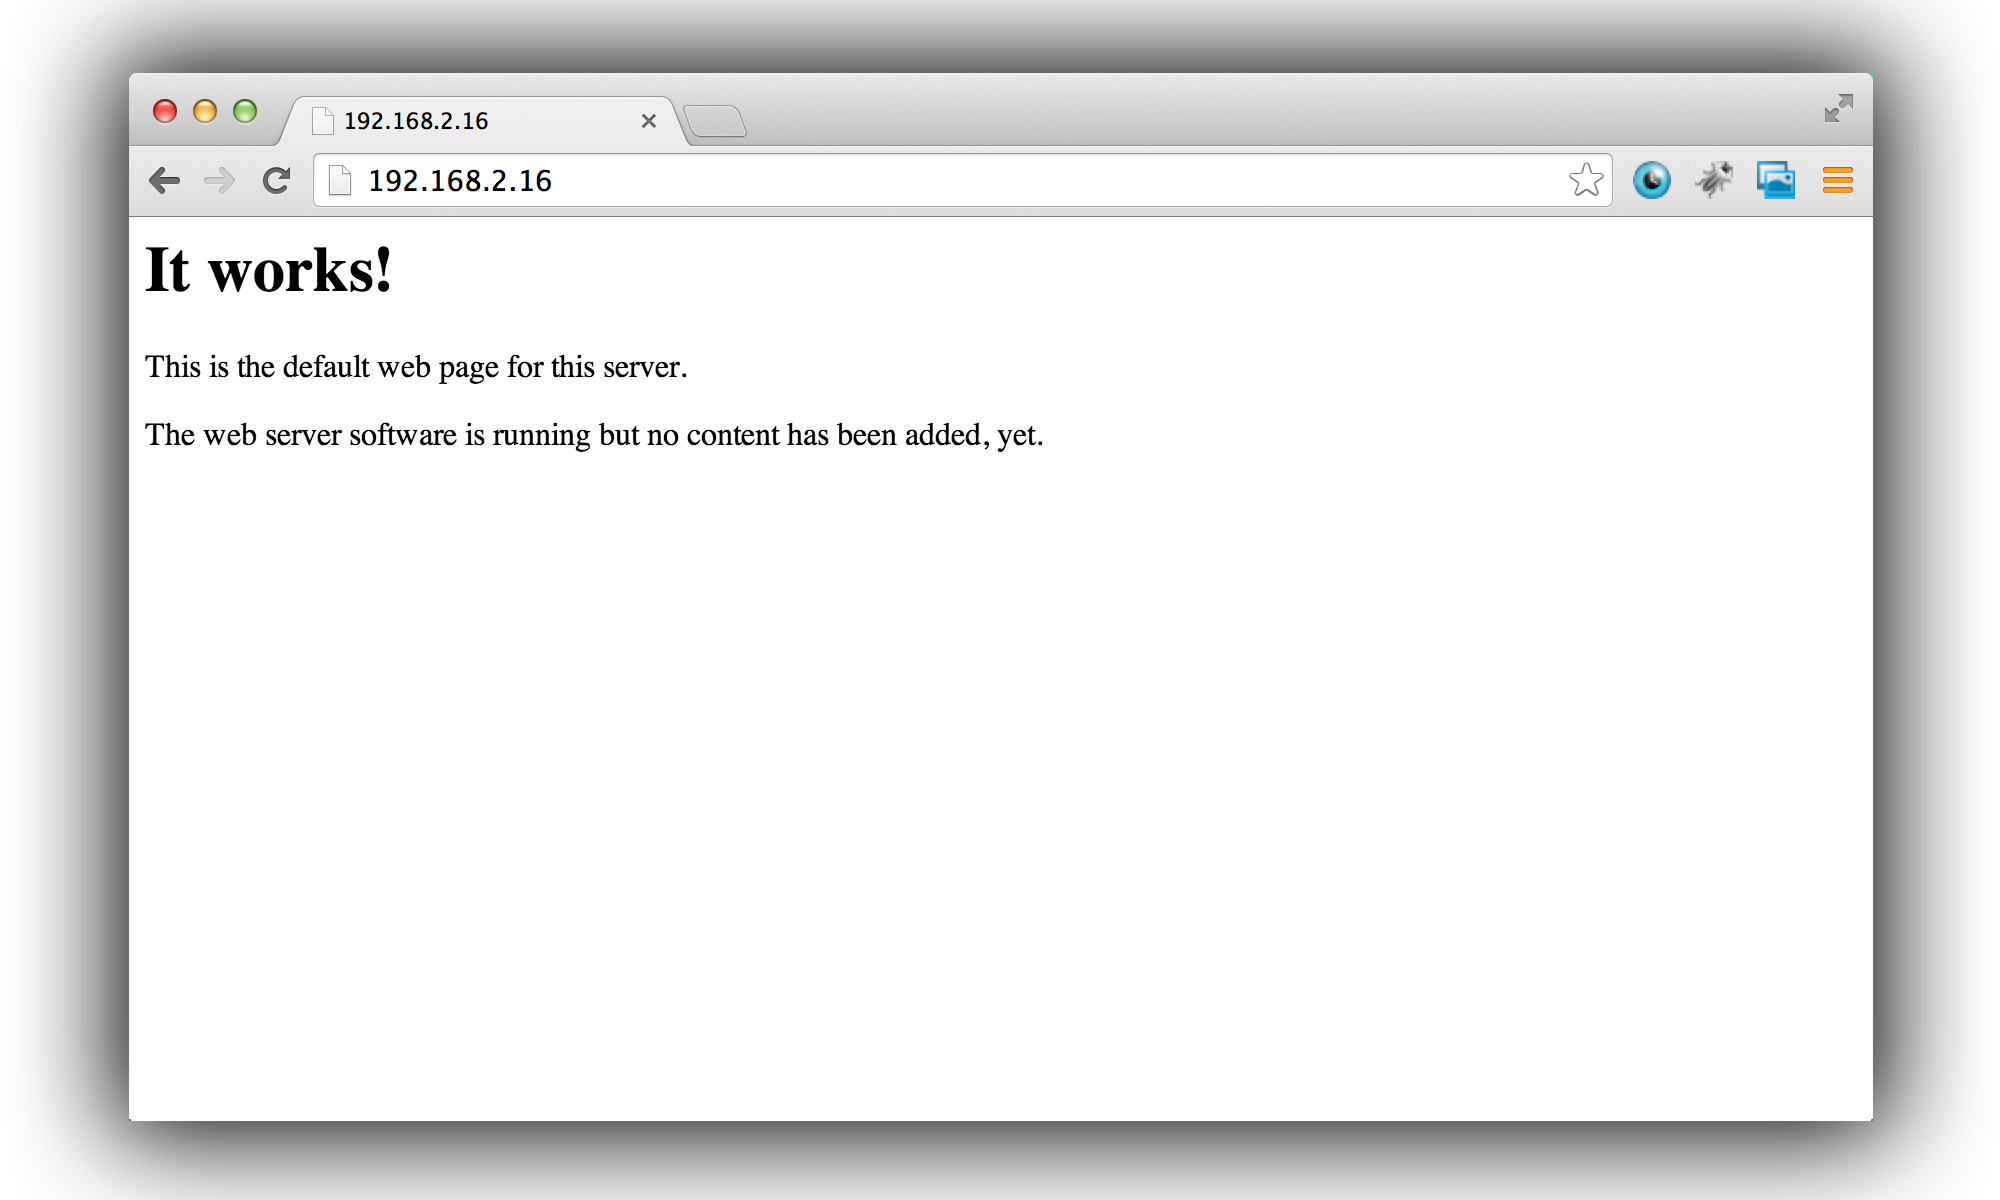 192.168.2.16
192.168.2.16
It works!
This is the default web page for this server.
The web server software is running but no content has been added, yet.